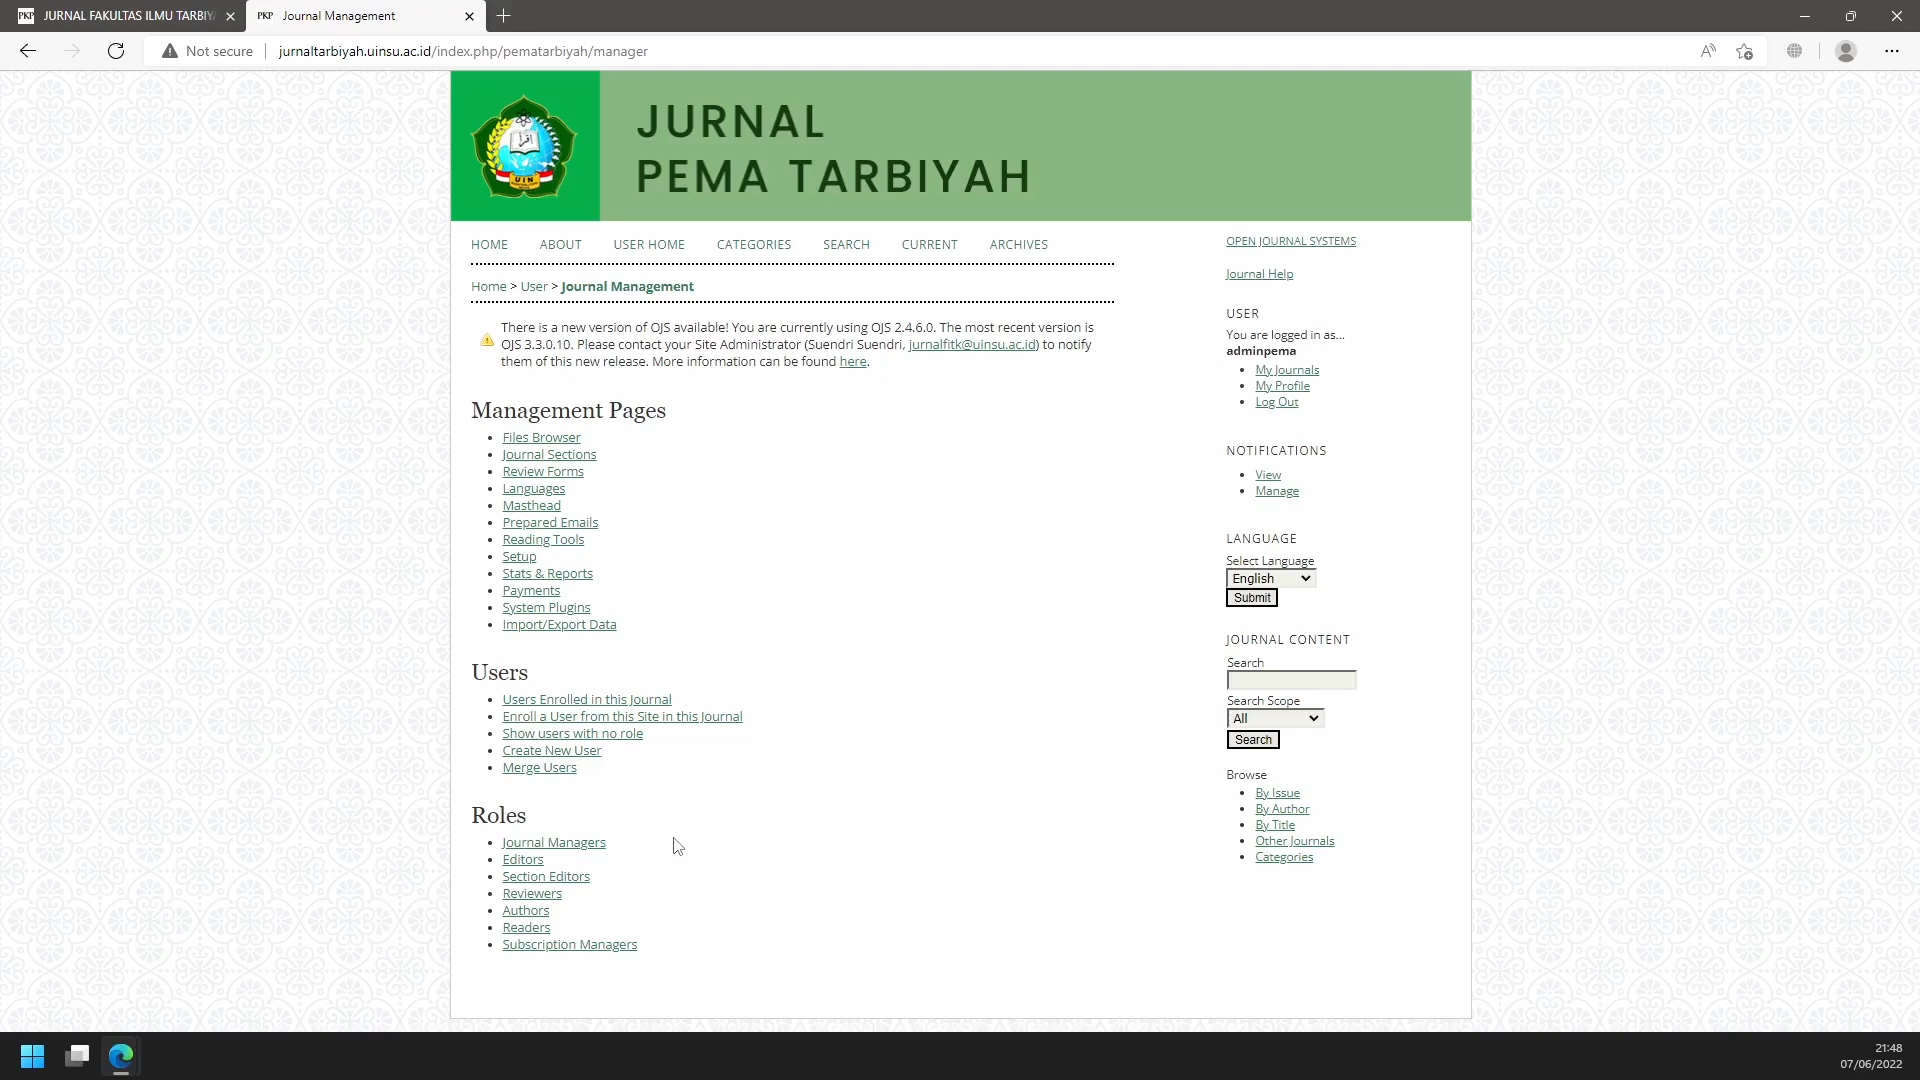 JURNAL FAKULTAS ILMU TARBIY
Journal Management
Not secure
jurnaltarbiyah.uinsu.ac.id/index.php/pematarbiyah/manager
UIN
JURNAL
PEMA TARBIYAH
HOME ABOUT USER HOME CATEGORIES SEARCH CURRENT ARCHIVES
Home > User > Journal Management
There is a new version of OJS available! You are currently using OJS 2.4.6.0. The most recent version is
OJS 3.3.0.10. Please contact your Site Administrator (Suendri Suendri, jurnalfitk@uinsu.ac.id) to notify
them of this new release. More information can be found here.
Management Pages
Files Browser
Journal Sections
Review Forms
Languages
Masthead
Prepared Emails
Reading Tools
Setup
Stats & Reports
Payments
System Plugins
Import/Export Data
Users
Users Enrolled in this Journal
Enroll a User from this Site in this Journal
Show users with no role
Create New User
Merge Users
Roles
Journal Managers
Editors
Section Editors
Reviewers
Authors
Readers
Subscription Managers
OPEN JOURNAL SYSTEMS
Journal Help
USER
You are logged in as...
adminpema
My Journals
My Profile
Log Out
NOTIFICATIONS
View
Manage
LANGUAGE
Select Language
English
Submit
JOURNAL CONTENT
Search
Search Scope
All
Search
Browse
By Issue
By Author
By Title
Other Journals
Categories
21:48
07/06/2022